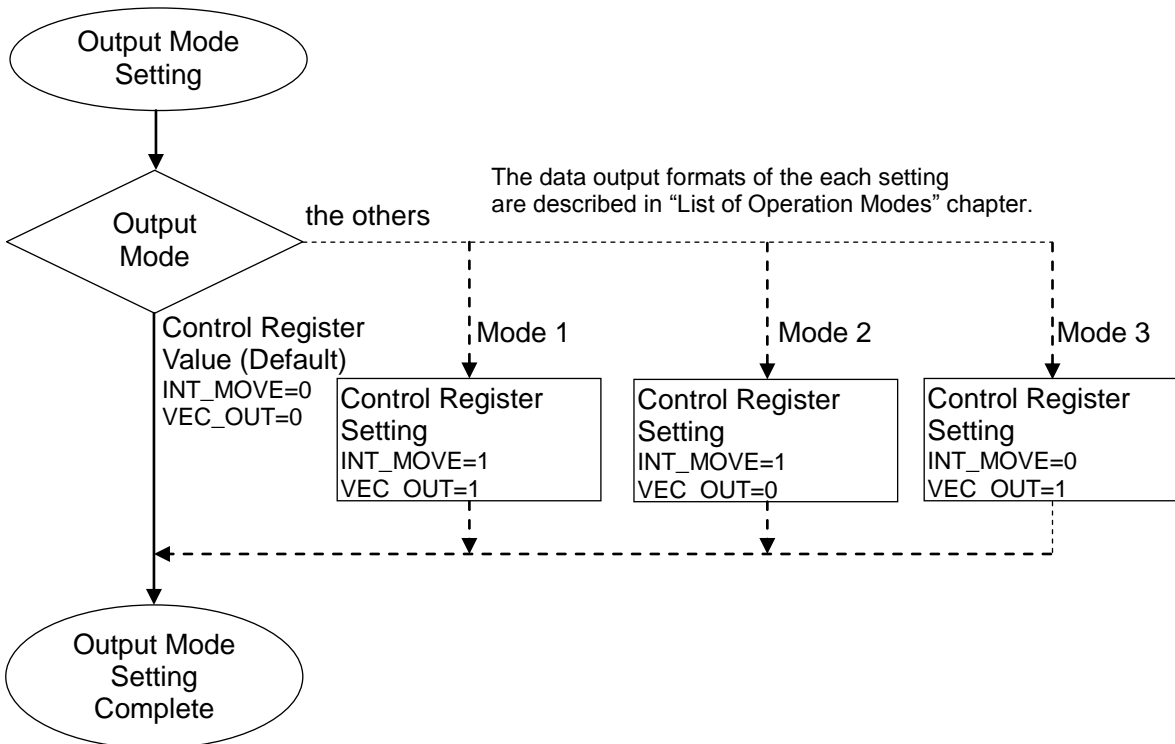 Output Mode
Setting
The data output formats of the each setting
are described in “List of Operation Modes” chapter.
Output
Mode
the others
Control Register
Value (Default)
INT_MOVE=0
VEC_OUT=0
Mode 1
Control Register
Setting
INT_MOVE=1
VEC_OUT=1
Mode 2
Control Register
Setting
INT_MOVE=1
VEC_OUT=0
Mode 3
Control Register
Setting
INT_MOVE=0
VEC_OUT=1
Output Mode
Setting
Complete